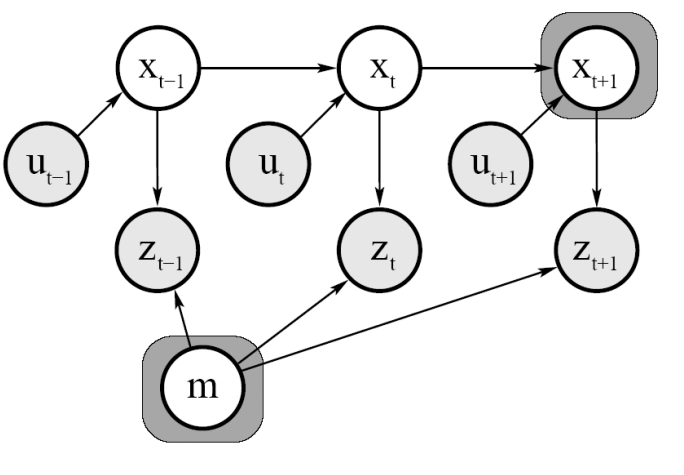 x_{t−1} x_t x_{t+1}
u_{t−1} u_t u_{t+1}
z_{t−1} z_t z_{t+1}
m